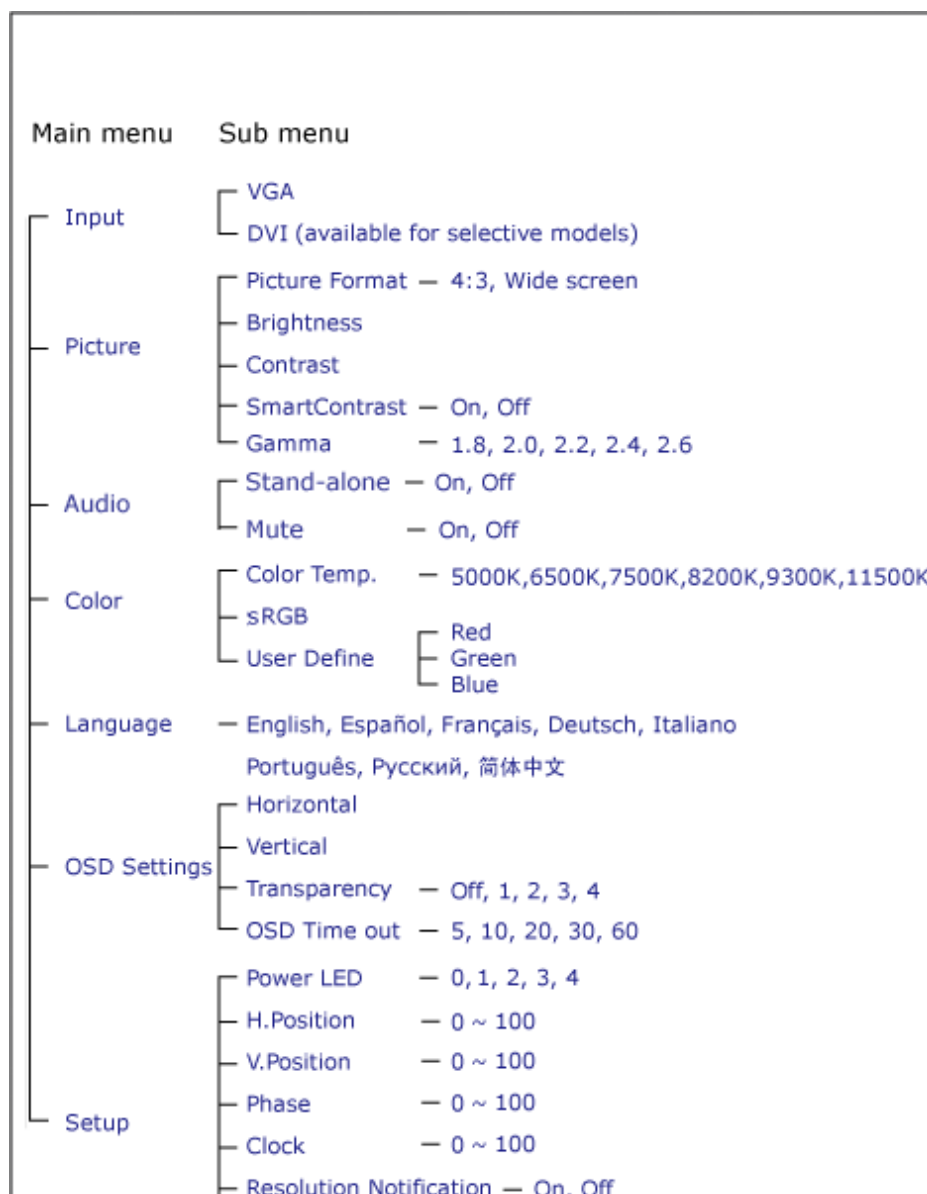 Main menu Sub menu
Input
VGA
DVI (available for selective models)
Picture
Picture Format — 4:3, Wide screen
Brightness
Contrast
SmartContrast — On, Off
Gamma — 1.8, 2.0, 2.2, 2.4, 2.6
Audio
Stand-alone — On, Off
Mute — On, Off
Color
Color Temp. — 5000K,6500K,7500K,8200K,9300K,11500K
sRGB
User Define
Red
Green
Blue
Language — English, Español, Français, Deutsch, Italiano
Português, Русский, 简体中文
OSD Settings
Horizontal
Vertical
Transparency — Off, 1, 2, 3, 4
OSD Time out — 5, 10, 20, 30, 60
Setup
Power LED — 0, 1, 2, 3, 4
H.Position — 0 ~ 100
V.Position — 0 ~ 100
Phase — 0 ~ 100
Clock — 0 ~ 100
Resolution Notification — On, Off